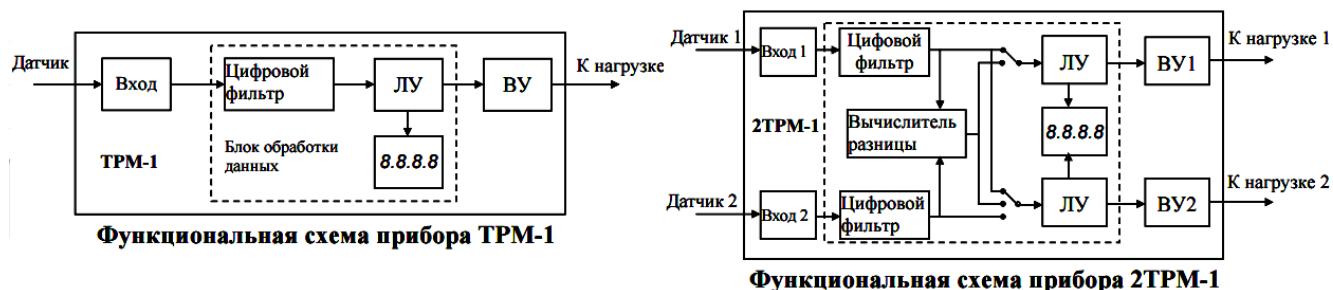 Датчик
Вход
Цифровой
фильтр
ЛУ
ВУ
К нагрузке
8.8.8.8
ТРМ-1
Блок обработки
данных
Функциональная схема прибора ТРМ-1
Датчик 1
Вход 1
Цифовой
фильтр
ЛУ
ВУ1
К нагрузке 1
2ТРМ-1
Вычислитель
разницы
8.8.8.8
Датчик 2
Вход 2
Цифровой
фильтр
ЛУ
ВУ2
К нагрузке 2
Функциональная схема прибора 2ТРМ-1